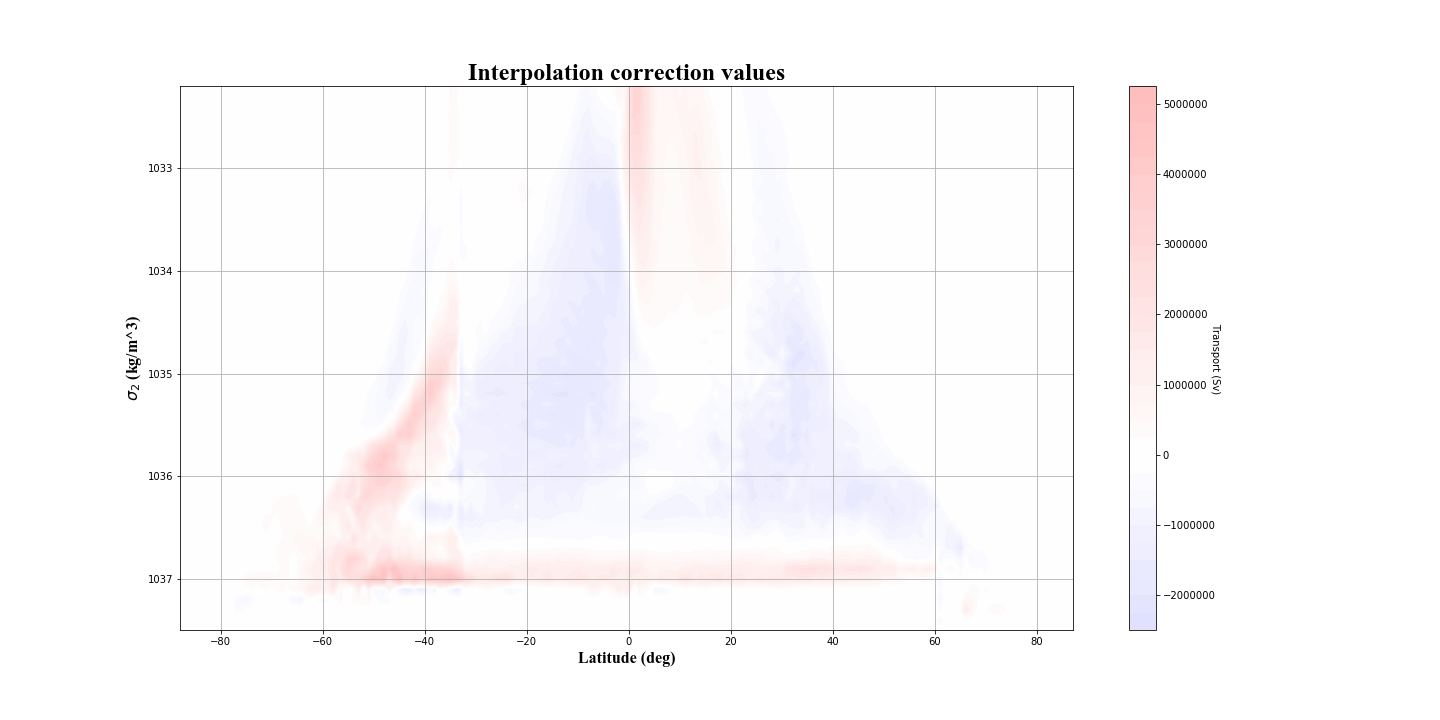 Interpolation correction values
1033
1034
1035
1036
1037
σ2 (kg/m^3)
−80 −60 −40 −20 0 20 40 60 80
Latitude (deg)
5000000
4000000
3000000
2000000
1000000
0
−1000000
−2000000
Transport (Sv)